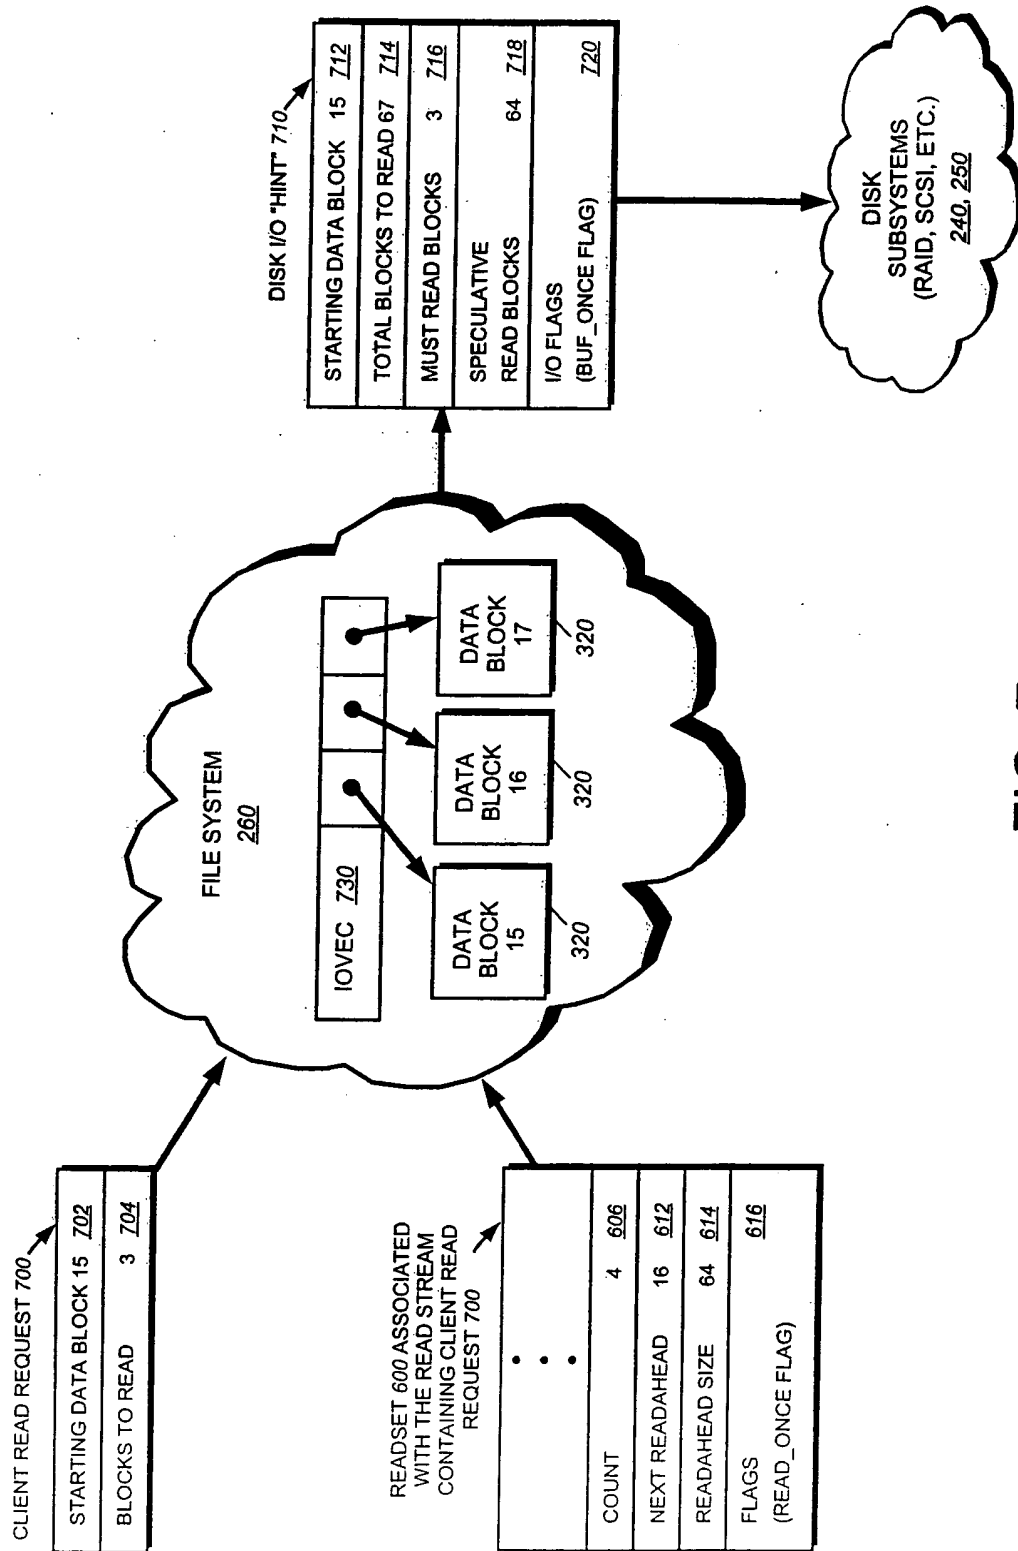 CLIENT READ REQUEST 700
STARTING DATA BLOCK 15 702
BLOCKS TO READ 3 704
READSET 600 ASSOCIATED
WITH THE READ STREAM
CONTAINING CLIENT READ
REQUEST 700
COUNT 4 606
NEXT READAHEAD 16 612
READAHEAD SIZE 64 614
FLAGS 616
(READ_ONCE FLAG)
FILE SYSTEM
260
IOVEC 730
DATA
BLOCK
15
320
DATA
BLOCK
16
320
DATA
BLOCK
17
320
DISK I/O "HINT" 710
STARTING DATA BLOCK 15 712
TOTAL BLOCKS TO READ 67 714
MUST READ BLOCKS 3 716
SPECULATIVE 718
READ BLOCKS 64
I/O FLAGS 720
(BUF_ONCE FLAG)
DISK
SUBSYSTEMS
(RAID, SCSI, ETC.)
240, 250